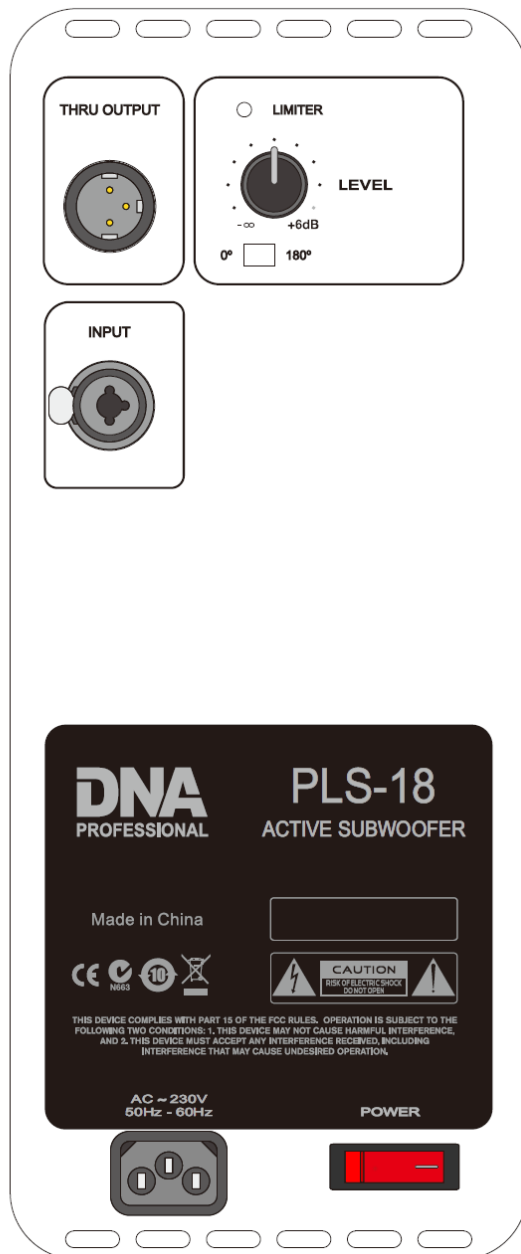 THRU OUTPUT
LIMITER
LEVEL
-∞
+6dB
0º
180º
INPUT
DNA
PROFESSIONAL
PLS-18
ACTIVE SUBWOOFER
Made in China
CE
N663
10
CAUTION
RISK OF ELECTRIC SHOCK
DO NOT OPEN
THIS DEVICE COMPLIES WITH PART 15 OF THE FCC RULES. OPERATION IS SUBJECT TO THE
FOLLOWING TWO CONDITIONS: 1. THIS DEVICE MAY NOT CAUSE HARMFUL INTERFERENCE,
AND 2. THIS DEVICE MUST ACCEPT ANY INTERFERENCE RECEIVED, INCLUDING
INTERFERENCE THAT MAY CAUSE UNDESIRED OPERATION.
AC ~ 230V
50Hz - 60Hz
POWER